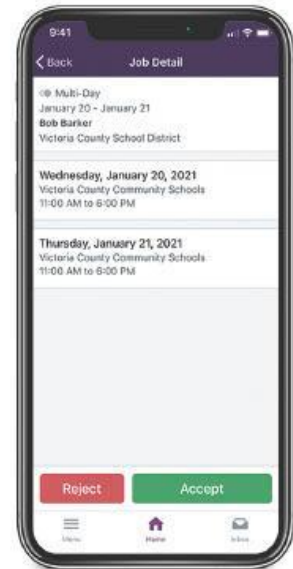 9:41
Back Job Detail
Multi-Day
January 20 - January 21
Bob Barker
Victoria County School District
Wednesday, January 20, 2021
Victoria County Community Schools
11:00 AM to 6:00 PM
Thursday, January 21, 2021
Victoria County Community Schools
11:00 AM to 6:00 PM
Reject Accept
Menu Home Inbox